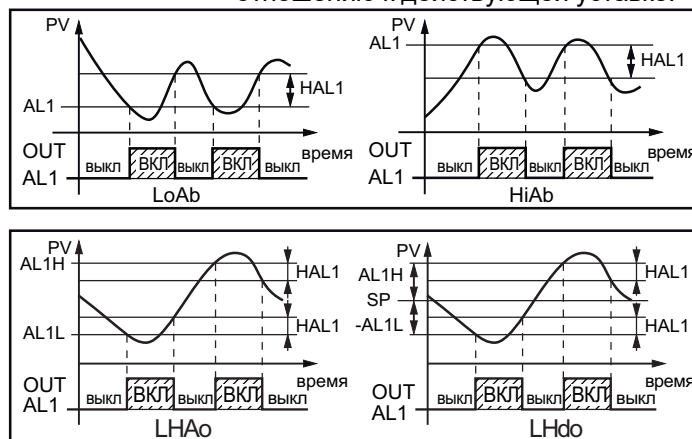 отношению к действующей уставке.
PV
HAL1
AL1
OUT
AL1
выкл ВКЛ выкл ВКЛ выкл
время
LoAb
PV
AL1
HAL1
OUT
AL1
выкл ВКЛ выкл ВКЛ выкл
время
HiAb
PV
AL1H
HAL1
AL1L
HAL1
OUT
AL1
выкл ВКЛ выкл ВКЛ выкл
время
LHAo
PV
AL1H
HAL1
SP
-AL1L
HAL1
OUT
AL1
выкл ВКЛ выкл ВКЛ выкл
время
LHdo